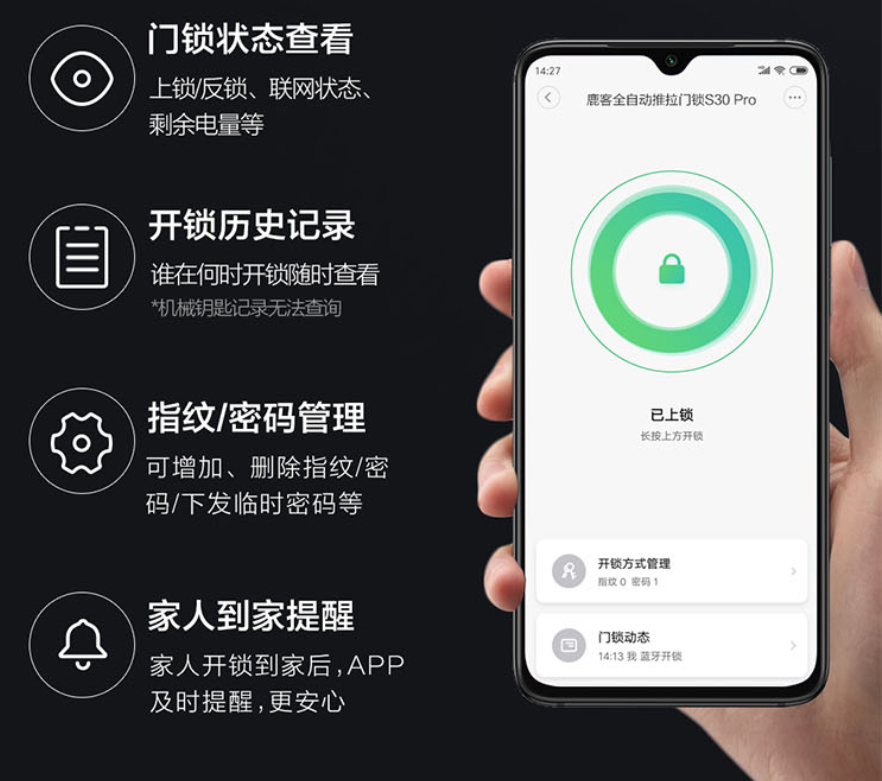 门锁状态查看
上锁/反锁、联网状态、
剩余电量等
开锁历史记录
谁在何时开锁随时查看
*机械钥匙记录无法查询
指纹/密码管理
可增加、删除指纹/密
码/下发临时密码等
家人到家提醒
家人开锁到家后,APP
及时提醒,更安心
14:27
鹿客全自动推拉门锁S30 Pro
已上锁
长按上方开锁
开锁方式管理
指纹 0 密码 1
门锁动态
14:13 我 蓝牙开锁